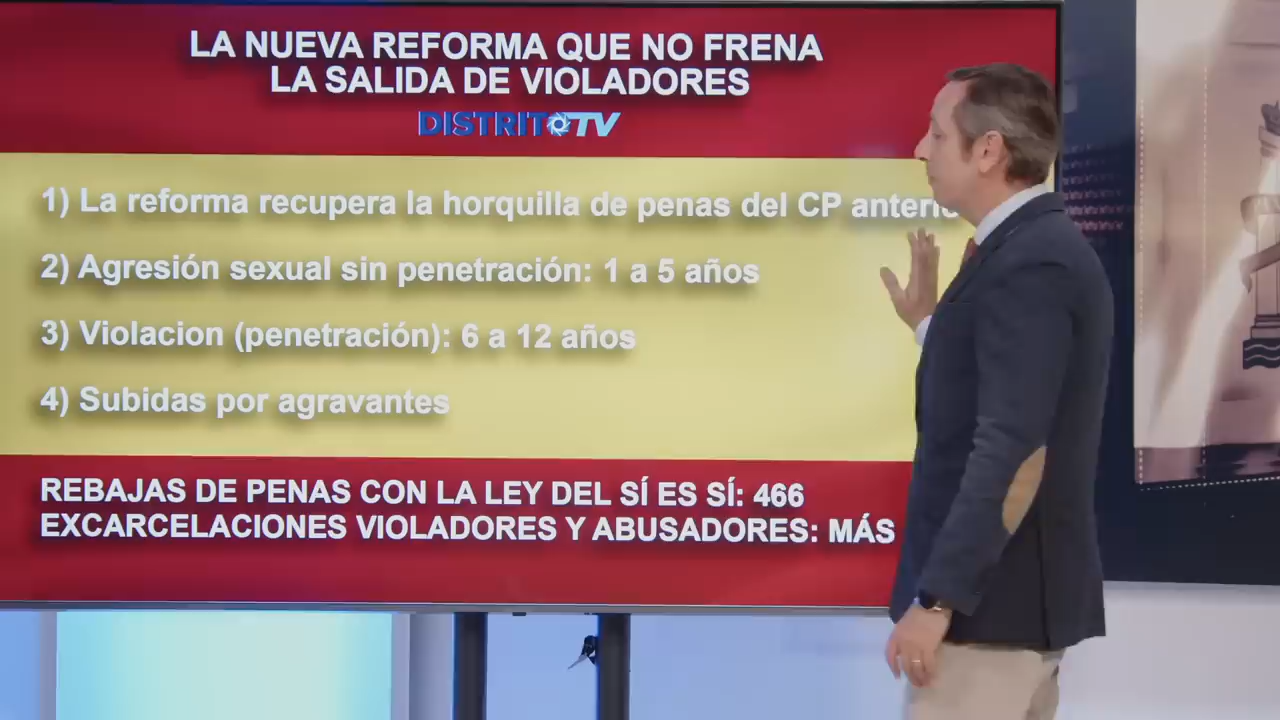 LA NUEVA REFORMA QUE NO FRENA
LA SALIDA DE VIOLADORES
DISTRITOTV
1) La reforma recupera la horquilla de penas del CP
2) Agresión sexual sin penetración: 1 a 5 años
3) Violacion (penetración): 6 a 12 años
4) Subidas por agravantes
REBAJAS DE PENAS CON LA LEY DEL SÍ ES SÍ: 466
EXCARCELACIONES VIOLADORES Y ABUSADORES: MÁS